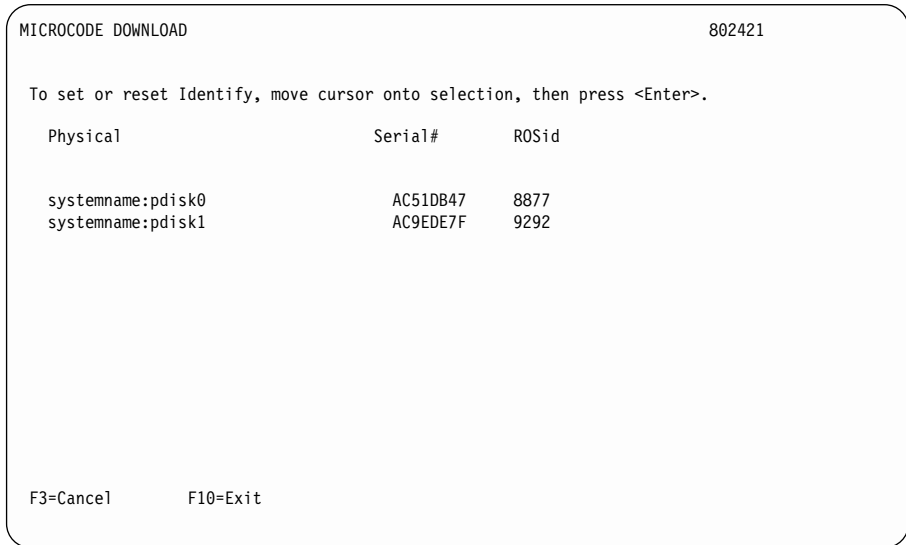 MICROCODE DOWNLOAD 802421
To set or reset Identify, move cursor onto selection, then press <Enter>.
Physical Serial# ROSid
systemname:pdisk0 AC51DB47 8877
systemname:pdisk1 AC9EDE7F 9292
F3=Cancel F10=Exit